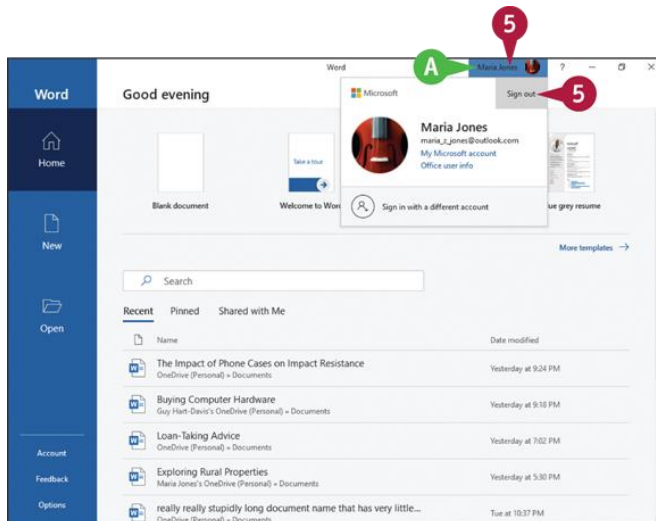 5
Word
A
Maria Jones
?
Word
Good evening
Microsoft
Sign out
5
Maria Jones
maria_z_jones@outlook.com
My Microsoft account
Office user info
Sign in with a different account
Home
New
Open
Account
Feedback
Options
Take a tour
Blank document
Welcome to Wor
ue grey resume
More templates
Search
Recent
Pinned
Shared with Me
Name
Date modified
The Impact of Phone Cases on Impact Resistance
OneDrive (Personal) » Documents
Yesterday at 9:24 PM
Buying Computer Hardware
Guy Hart-Davis's OneDrive (Personal) » Documents
Yesterday at 9:18 PM
Loan-Taking Advice
OneDrive (Personal) » Documents
Yesterday at 7:02 PM
Exploring Rural Properties
Maria Jones's OneDrive (Personal) » Documents
Yesterday at 5:30 PM
really really stupidly long document name that has very little...
OneDrive (Personal) » Documents
Tue at 10:37 PM